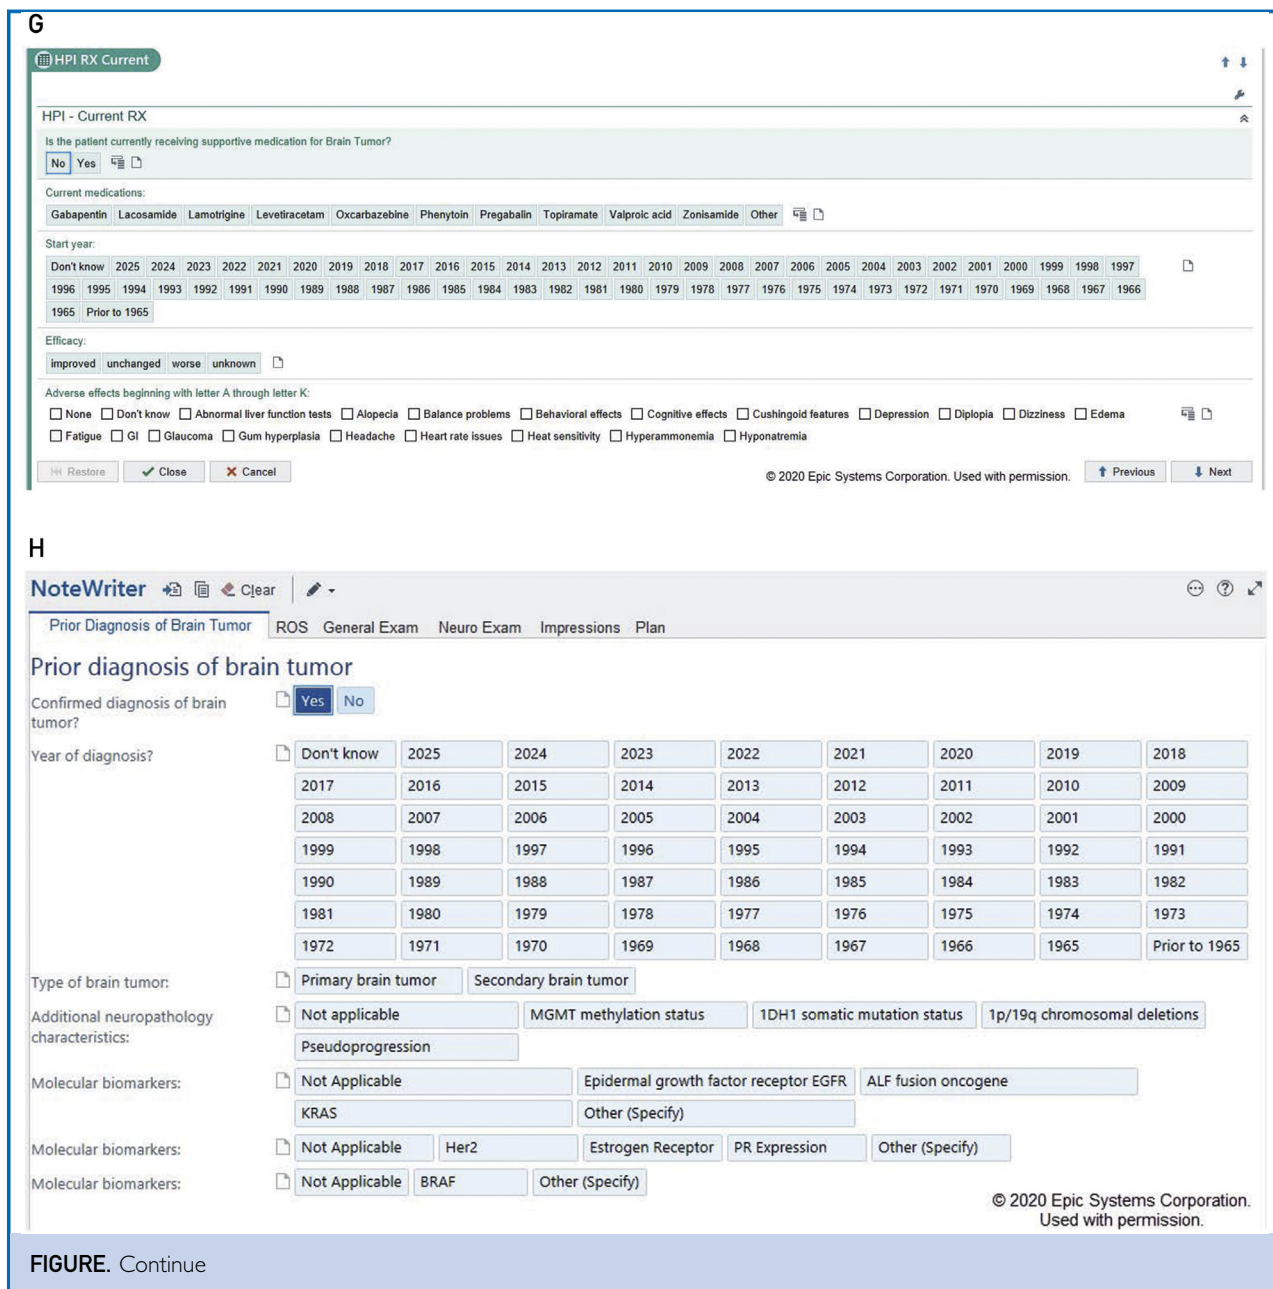 G
HPI RX Current
HPI - Current RX
Is the patient currently receiving supportive medication for Brain Tumor?
No Yes
Current medications:
Gabapentin Lacosamide Lamotrigine Levetiracetam Oxcarbazebine Phenytoin Pregabalin Topiramate Valproic acid Zonisamide Other
Start year:
Don't know 2025 2024 2023 2022 2021 2020 2019 2018 2017 2016 2015 2014 2013 2012 2011 2010 2009 2008 2007 2006 2005 2004 2003 2002 2001 2000 1999 1998 1997
1996 1995 1994 1993 1992 1991 1990 1989 1988 1987 1986 1985 1984 1983 1982 1981 1980 1979 1978 1977 1976 1975 1974 1973 1972 1971 1970 1969 1968 1967 1966
1965 Prior to 1965
Efficacy:
improved unchanged worse unknown
Adverse effects beginning with letter A through letter K:
None Don't know Abnormal liver function tests Alopecia Balance problems Behavioral effects Cognitive effects Cushingoid features Depression Diplopia Dizziness Edema
Fatigue GI Glaucoma Gum hyperplasia Headache Heart rate issues Heat sensitivity Hyperammonemia Hyponatremia
Restore Close Cancel © 2020 Epic Systems Corporation. Used with permission. Previous Next
H
NoteWriter Clear
Prior Diagnosis of Brain Tumor ROS General Exam Neuro Exam Impressions Plan
Prior diagnosis of brain tumor
Confirmed diagnosis of brain Yes No
tumor?
Year of diagnosis? Don't know 2025 2024 2023 2022 2021 2020 2019 2018
2017 2016 2015 2014 2013 2012 2011 2010 2009
2008 2007 2006 2005 2004 2003 2002 2001 2000
1999 1998 1997 1996 1995 1994 1993 1992 1991
1990 1989 1988 1987 1986 1985 1984 1983 1982
1981 1980 1979 1978 1977 1976 1975 1974 1973
1972 1971 1970 1969 1968 1967 1966 1965 Prior to 1965
Type of brain tumor: Primary brain tumor Secondary brain tumor
Additional neuropathology Not applicable MGMT methylation status 1DH1 somatic mutation status 1p/19q chromosomal deletions
characteristics:
Pseudoprogression
Molecular biomarkers: Not Applicable Epidermal growth factor receptor EGFR ALF fusion oncogene
KRAS Other (Specify)
Molecular biomarkers: Not Applicable Her2 Estrogen Receptor PR Expression Other (Specify)
Molecular biomarkers: Not Applicable BRAF Other (Specify)
© 2020 Epic Systems Corporation.
Used with permission.
FIGURE. Continue